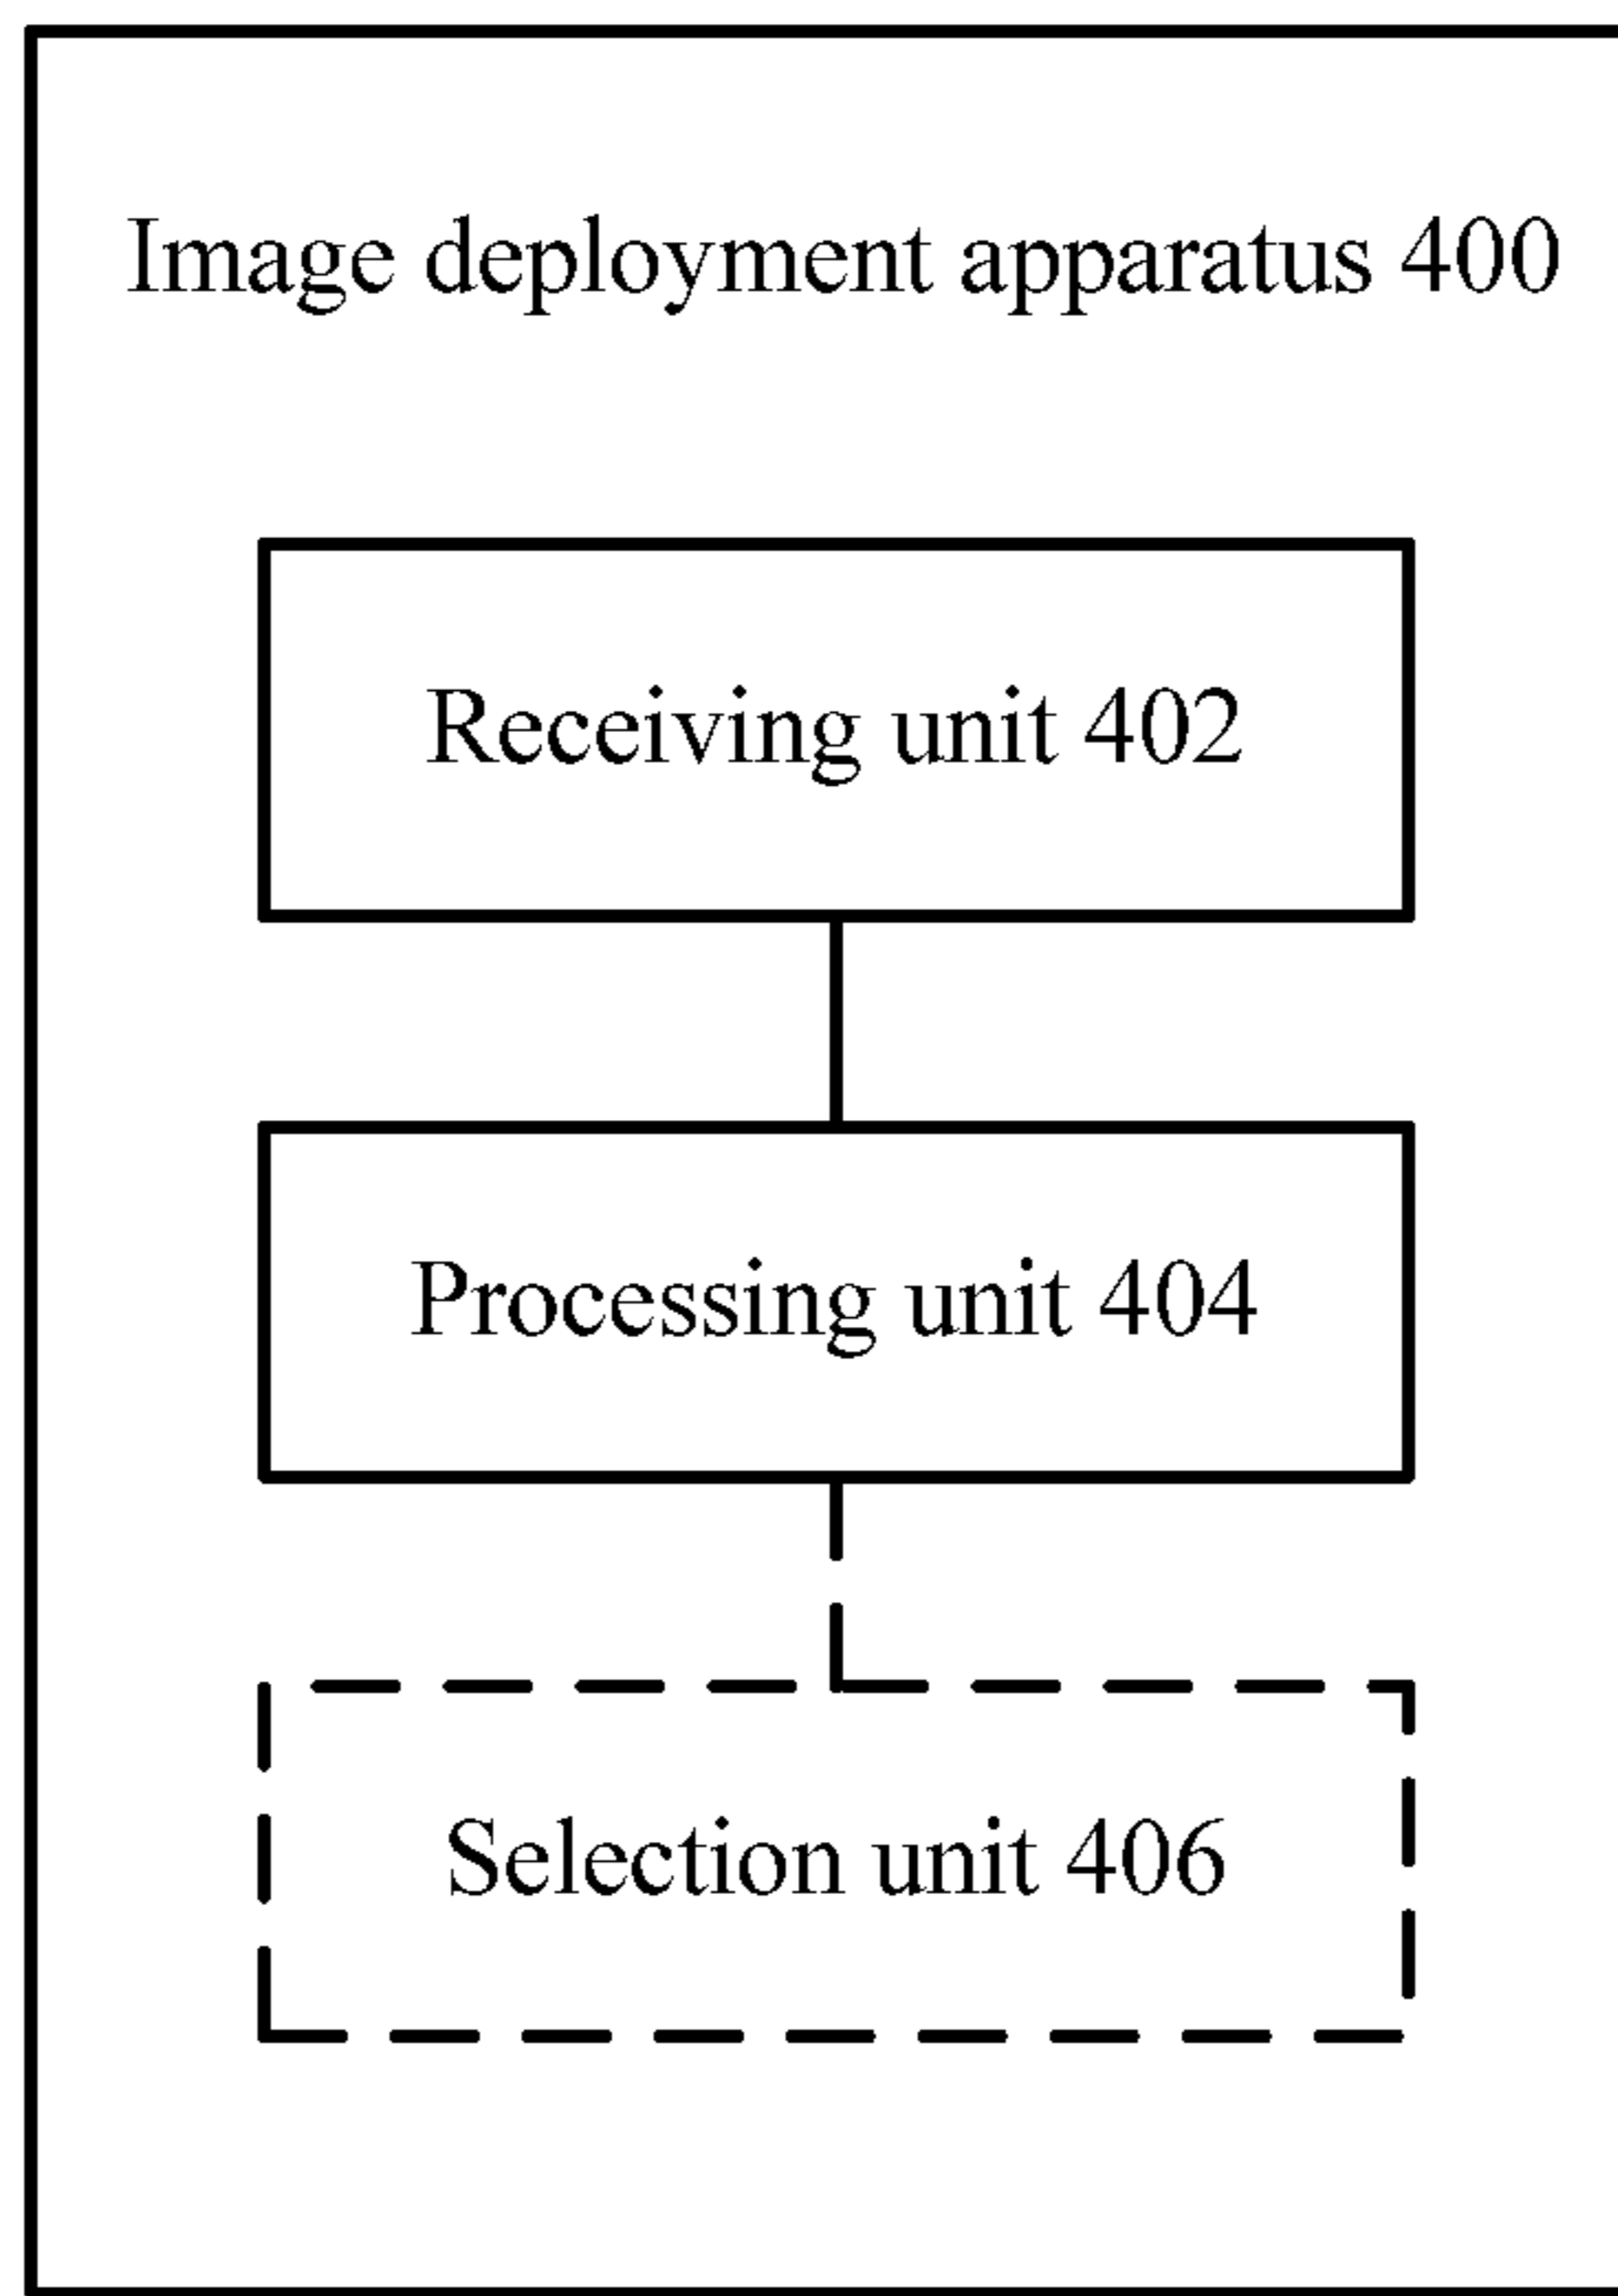 Image deployment apparatus 400
Receiving unit 402
Processing unit 404
Selection unit 406